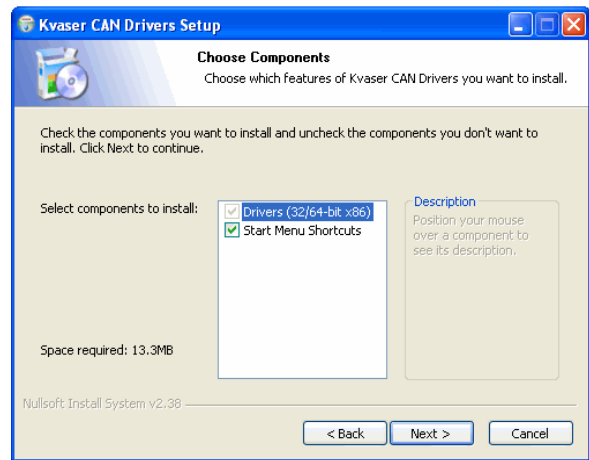 Kvaser CAN Drivers Setup
Choose Components
Choose which features of Kvaser CAN Drivers you want to install.
Check the components you want to install and uncheck the components you don't want to
install. Click Next to continue.
Select components to install:
Drivers (32/64-bit x86)
Start Menu Shortcuts
Description
Position your mouse
over a component to
see its description.
Space required: 13.3MB
Nullsoft Install System v2.38
< Back
Next >
Cancel